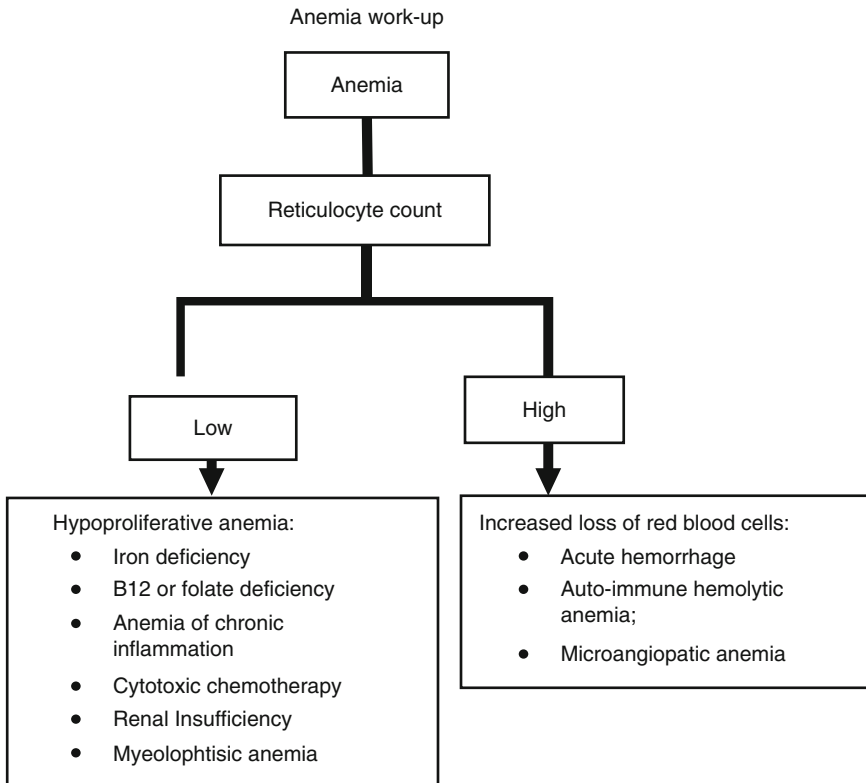 Anemia work-up
Anemia
Reticulocyte count
Low
High
Hypoproliferative anemia:
● Iron deficiency
● B12 or folate deficiency
● Anemia of chronic
inflammation
● Cytotoxic chemotherapy
● Renal Insufficiency
● Myeolophtisic anemia
Increased loss of red blood cells:
● Acute hemorrhage
● Auto-immune hemolytic
anemia;
● Microangiopatic anemia